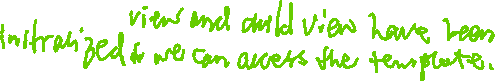 view and child view have been
initialized & we can access the template.